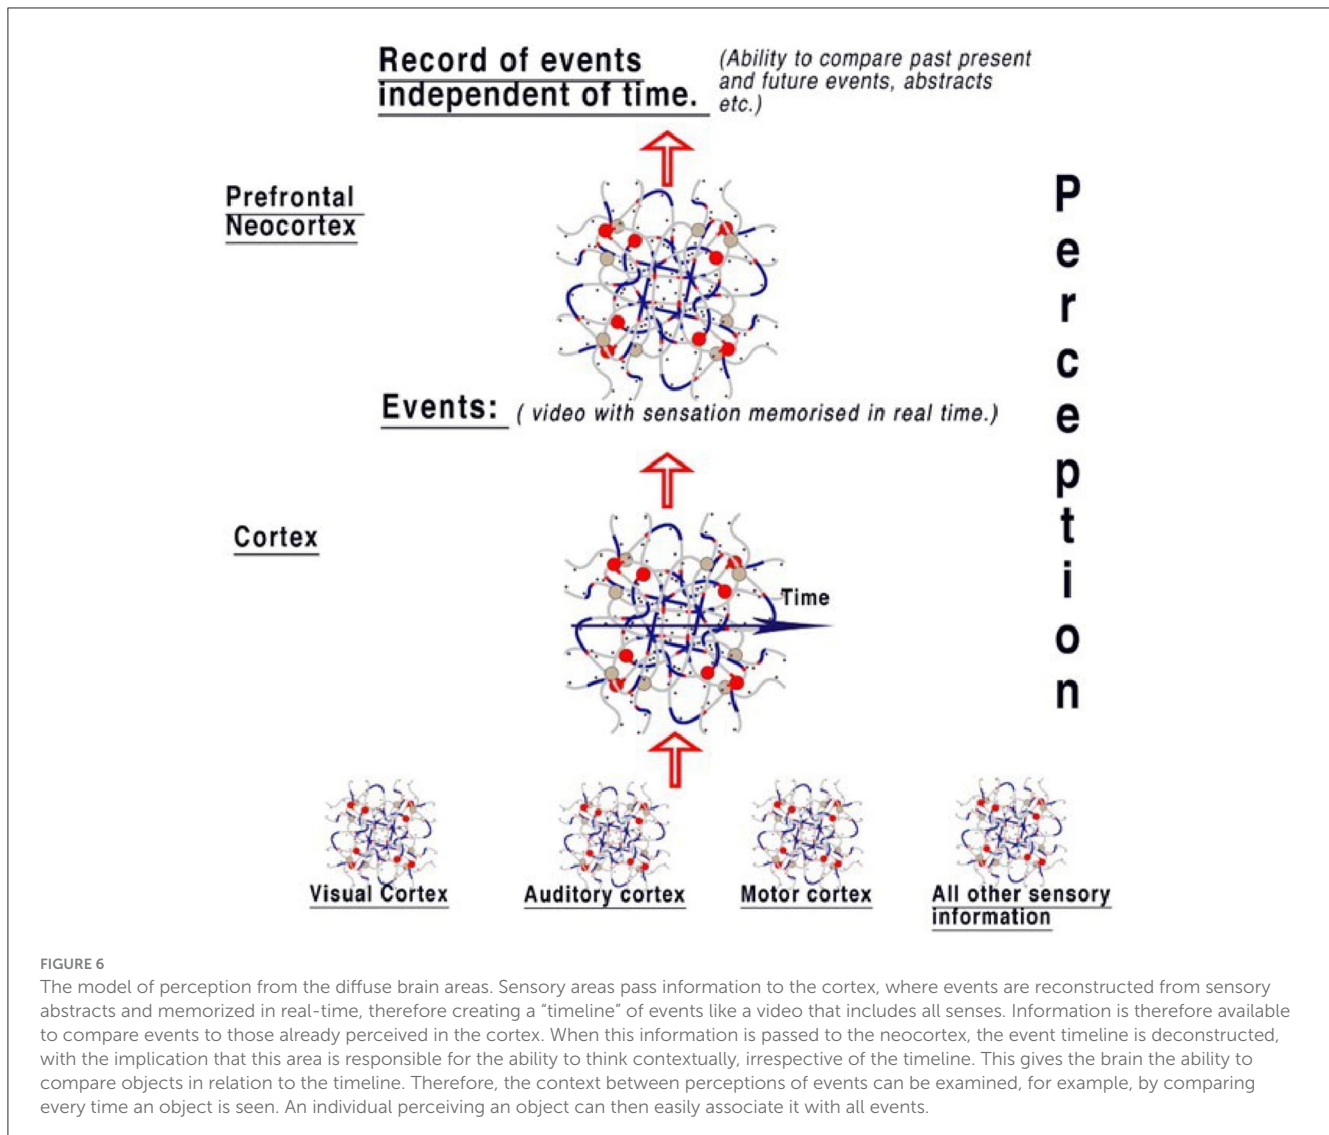 Record of events
independent of time.
(Ability to compare past present
and future events, abstracts
etc.)
Prefrontal
Neocortex
Perception
Events: ( video with sensation memorised in real time.)
Cortex
Time
Visual Cortex
Auditory cortex
Motor cortex
All other sensory
information
FIGURE 6
The model of perception from the diffuse brain areas. Sensory areas pass information to the cortex, where events are reconstructed from sensory
abstracts and memorized in real-time, therefore creating a “timeline” of events like a video that includes all senses. Information is therefore available
to compare events to those already perceived in the cortex. When this information is passed to the neocortex, the event timeline is deconstructed,
with the implication that this area is responsible for the ability to think contextually, irrespective of the timeline. This gives the brain the ability to
compare objects in relation to the timeline. Therefore, the context between perceptions of events can be examined, for example, by comparing
every time an object is seen. An individual perceiving an object can then easily associate it with all events.